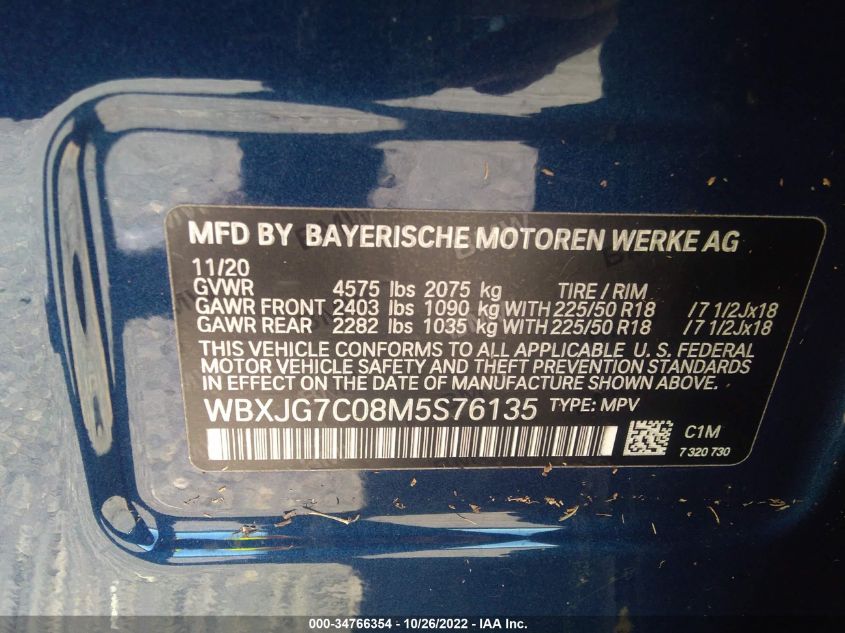 MFD BY BAYERISCHE MOTOREN WERKE AG
11/20
GVWR 4575 lbs 2075 kg TIRE / RIM
GAWR FRONT 2403 lbs 1090 kg WITH 225/50 R18 /7 1/2Jx18
GAWR REAR 2282 lbs 1035 kg WITH 225/50 R18 /7 1/2Jx18
THIS VEHICLE CONFORMS TO ALL APPLICABLE U. S. FEDERAL
MOTOR VEHICLE SAFETY AND THEFT PREVENTION STANDARDS
IN EFFECT ON THE DATE OF MANUFACTURE SHOWN ABOVE.
WBXJG7C08M5S76135 TYPE: MPV
C1M
7 320 730
000-34766354 - 10/26/2022 - IAA Inc.